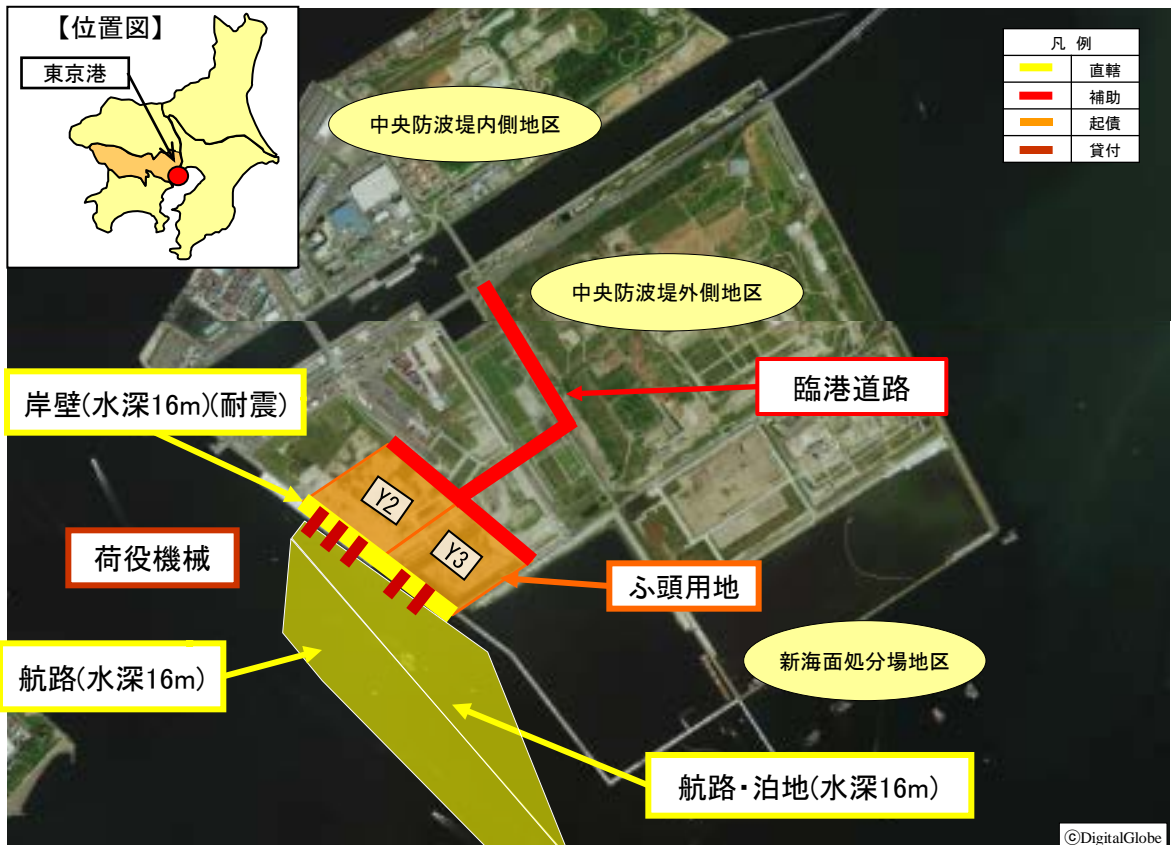 【位置図】
東京港
凡 例
直轄
補助
起債
貸付
中央防波堤内側地区
中央防波堤外側地区
臨港道路
岸壁(水深16m)(耐震)
Y2
Y3
荷役機械
ふ頭用地
新海面処分場地区
航路(水深16m)
航路・泊地(水深16m)
©DigitalGlobe